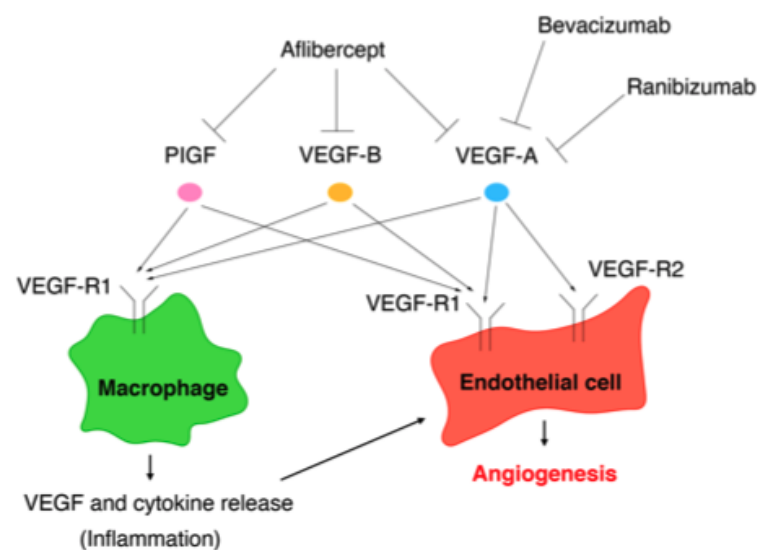 Bevacizumab
Aflibercept
Ranibizumab
PIGF
VEGF-B
VEGF-A
VEGF-R1
VEGF-R2
VEGF-R1
Macrophage
Endothelial cell
Angiogenesis
VEGF and cytokine release
(Inflammation)